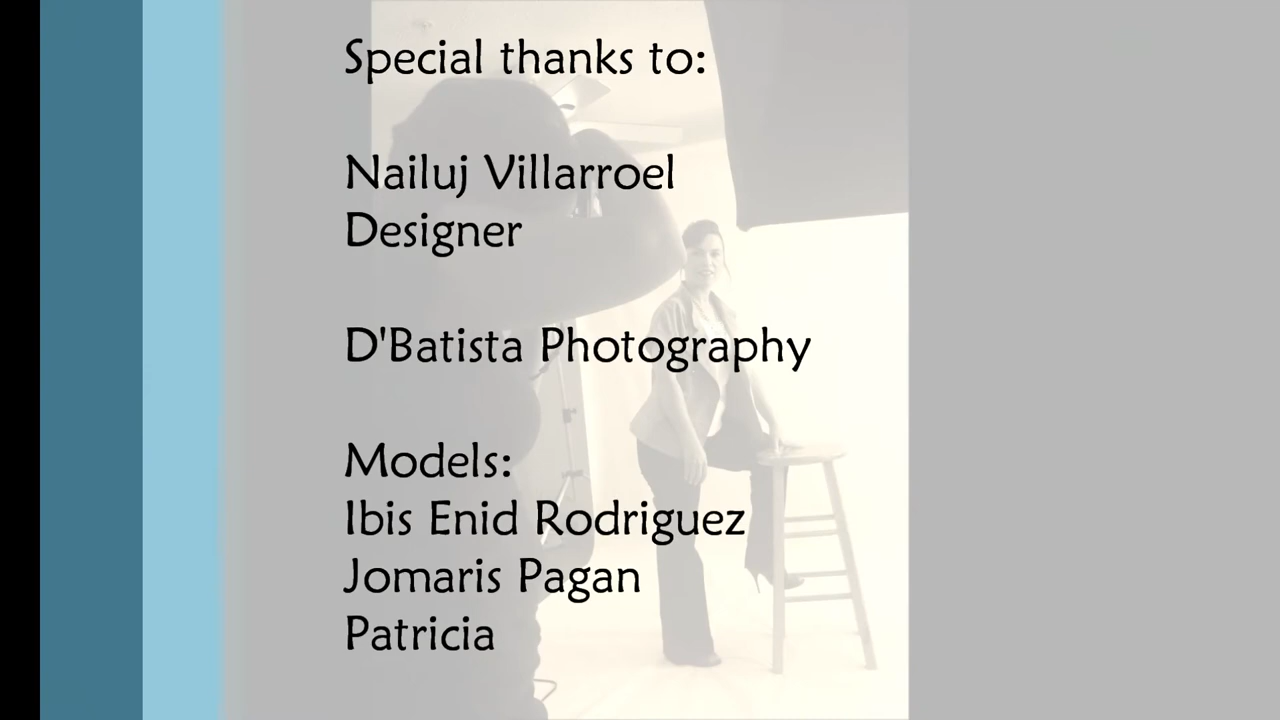 Special thanks to:
Nailuj Villarroel
Designer
D'Batista Photography
Models:
Ibis Enid Rodriguez
Jomaris Pagan
Patricia